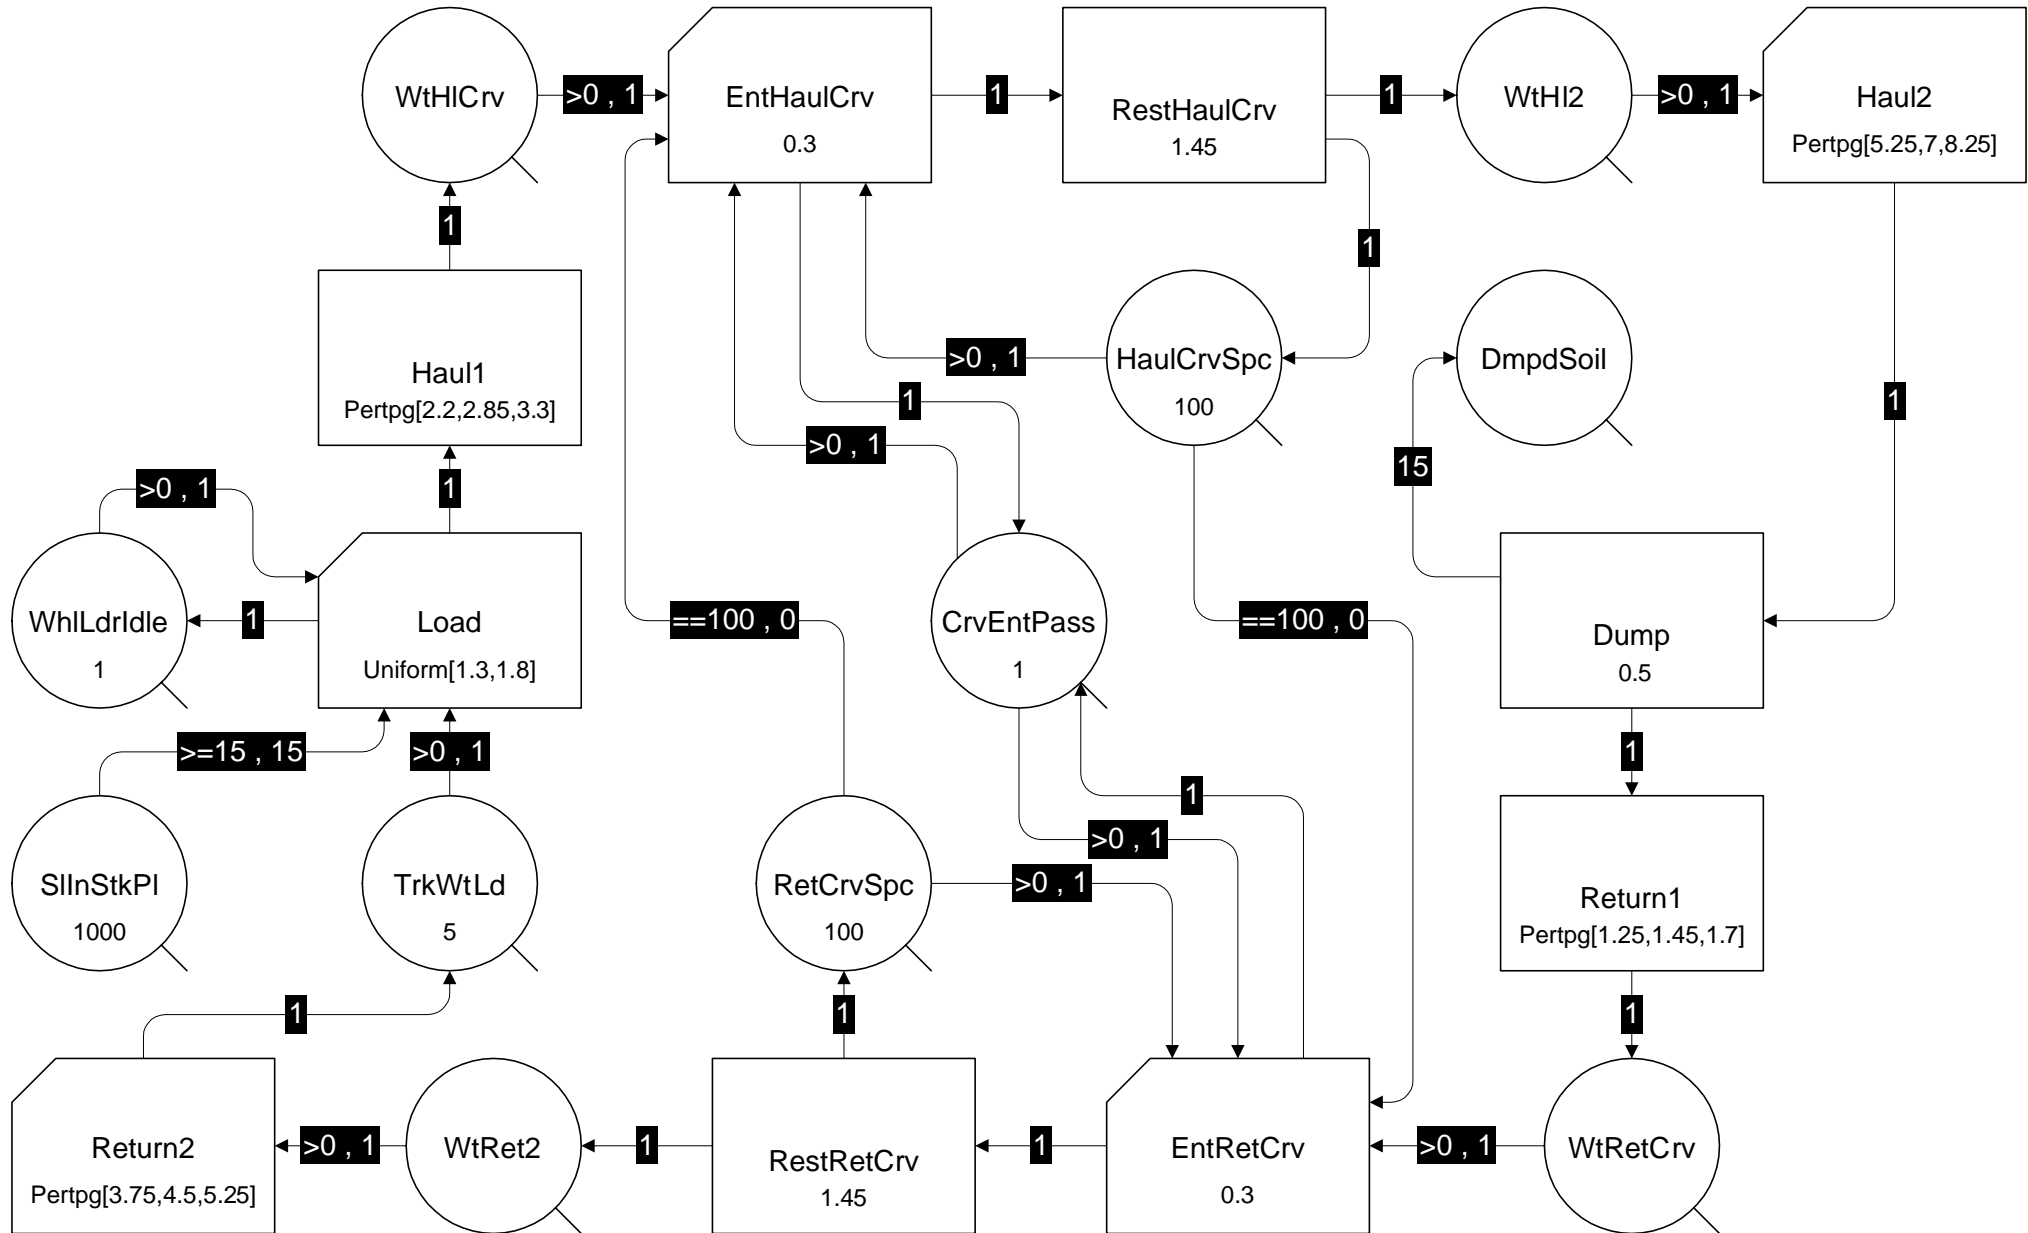 WtHlCrv
>0 , 1
EntHaulCrv
0.3
1
RestHaulCrv
1.45
1
WtHl2
>0 , 1
Haul2
Pertpg[5.25,7,8.25]
1
1
Haul1
Pertpg[2.2,2.85,3.3]
>0 , 1
HaulCrvSpc
100
DmpdSoil
1
1
>0 , 1
15
>0 , 1
1
WhlLdrIdle
1
1
Load
Uniform[1.3,1.8]
==100 , 0
CrvEntPass
1
==100 , 0
Dump
0.5
>=15 , 15
>0 , 1
1
1
>0 , 1
SlInStkPl
1000
TrkWtLd
5
RetCrvSpc
100
>0 , 1
Return1
Pertpg[1.25,1.45,1.7]
1
1
1
Return2
Pertpg[3.75,4.5,5.25]
>0 , 1
WtRet2
1
RestRetCrv
1.45
1
EntRetCrv
0.3
>0 , 1
WtRetCrv